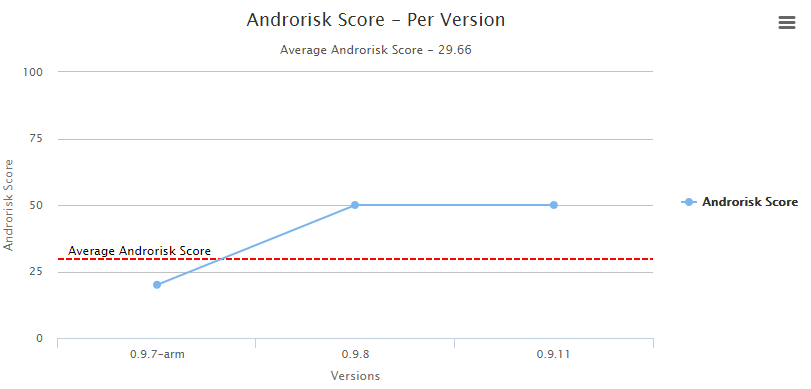 Androrisk Score - Per Version
Average Androrisk Score - 29.66
100
75
50
25
0
Androrisk Score
Average Androrisk Score
0.9.7-arm
0.9.8
0.9.11
Versions
Androrisk Score